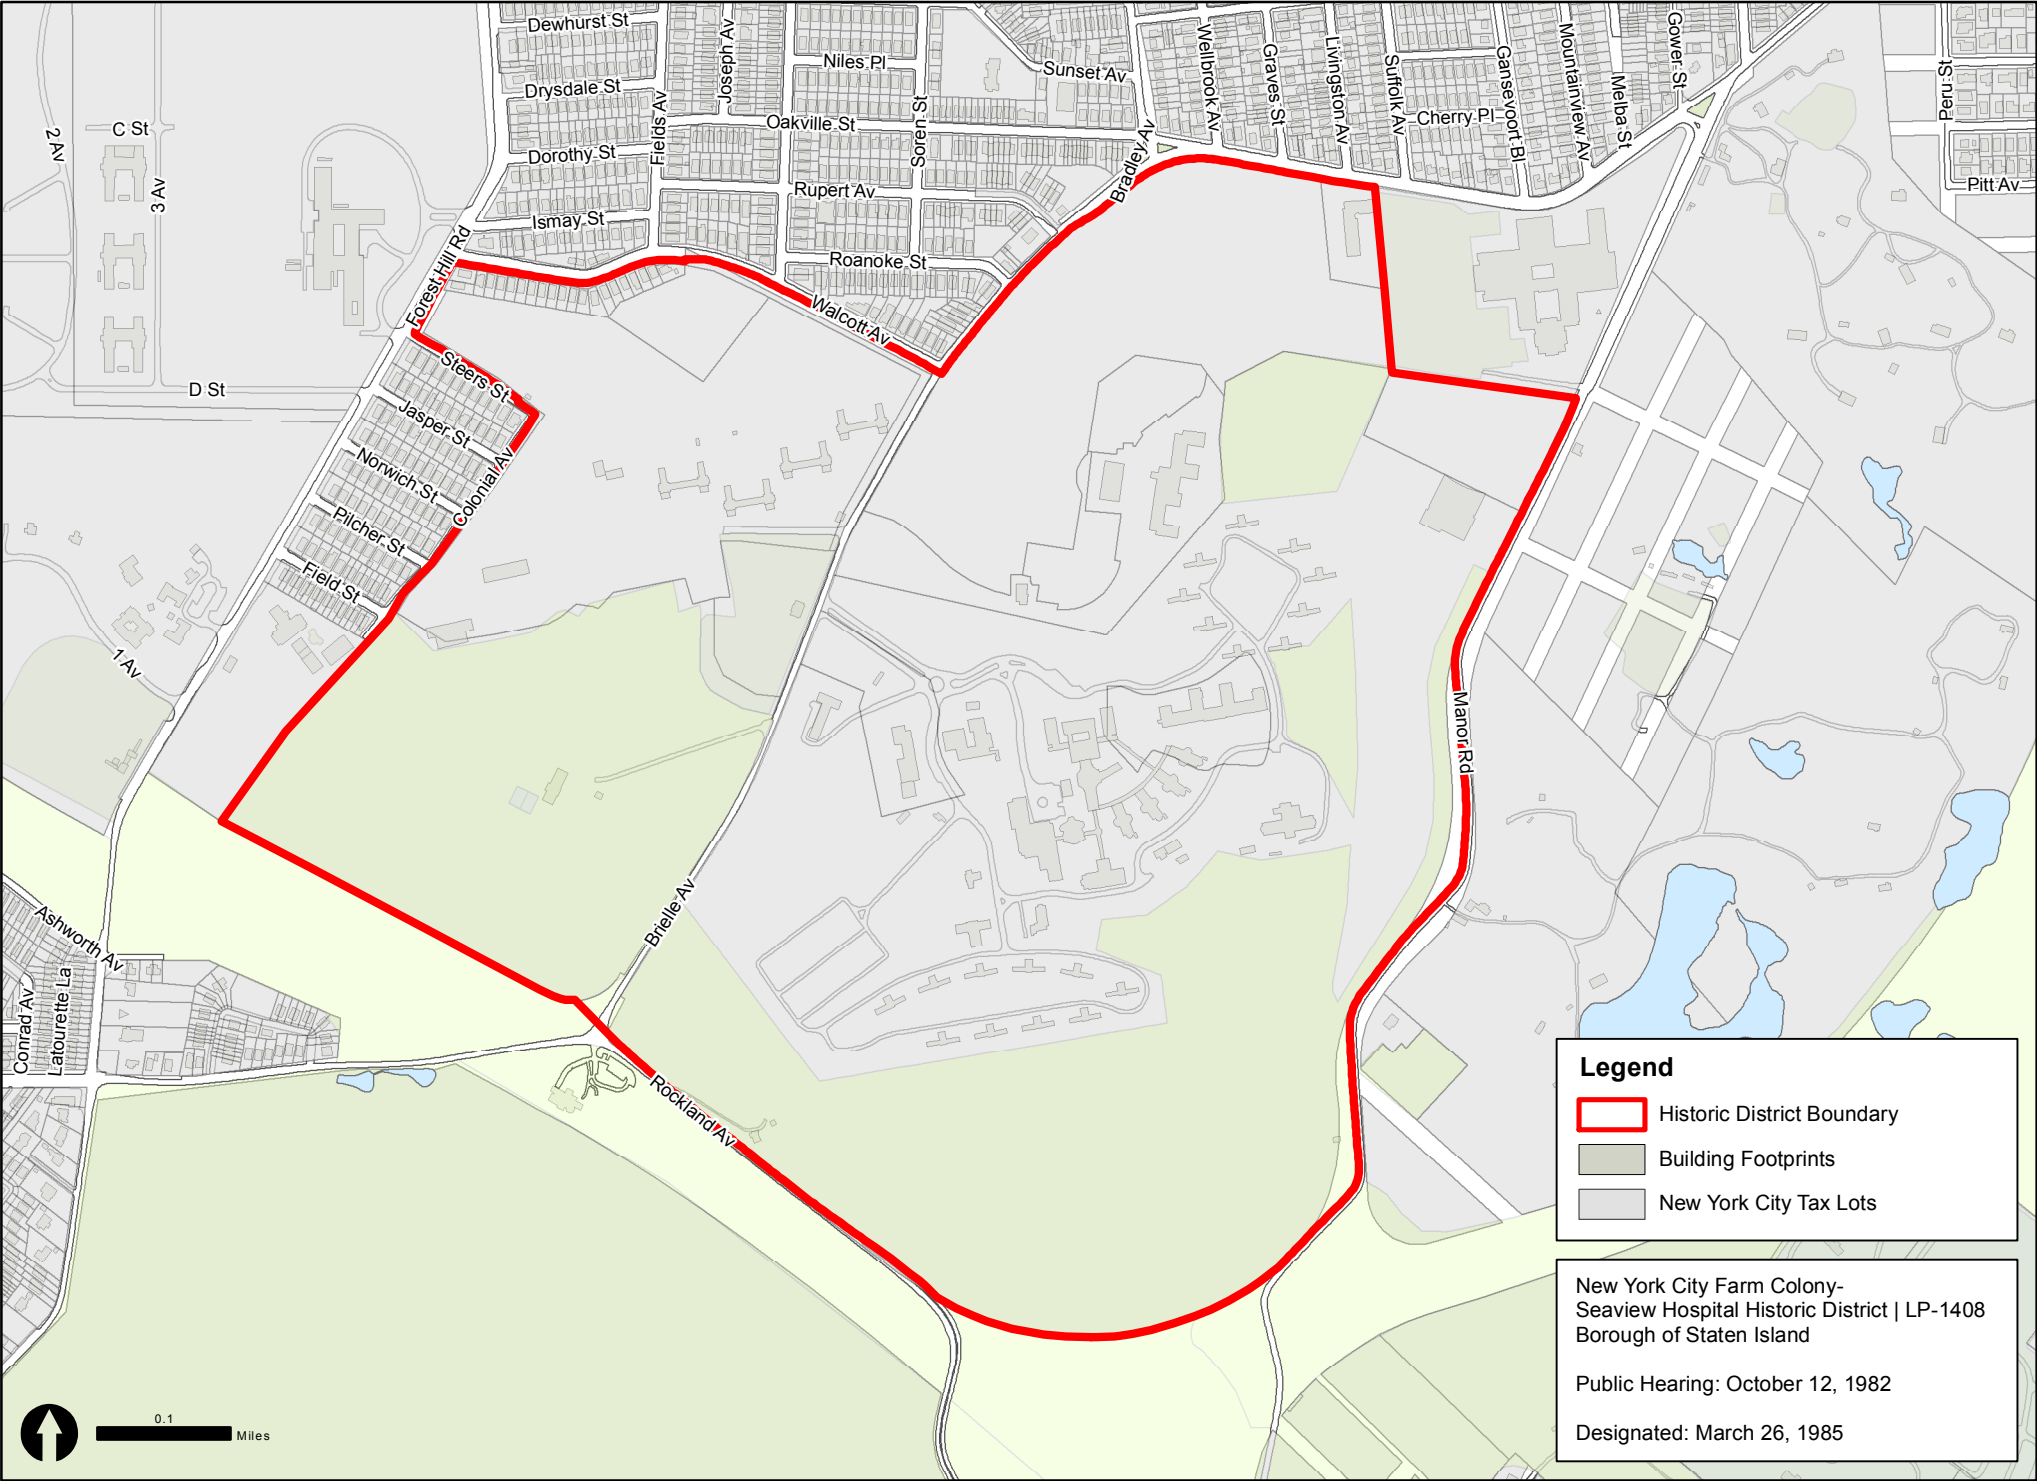 Dewhurst St
Joseph Av
Niles Pl
Sunset Av
Wellbrook Av
Graves St
Livingston Av
Suffolk Av
Gansevoort Bl
Mountainview Av
Melba St
Gower St
Plenue St
Drysdale St
Fields Av
Oakville St
Soren St
Cherry Pl
Bradley Av
2 Av
C St
3 Av
Dorothy St
Rupert Av
Pitt Av
Ismay St
Roanoke St
Forest Hill Rd
Walcott Av
Steers St
D St
Jasper St
Norwich St
Colonial Av
Pilcher St
Field St
1 Av
Manor Rd
Brielle Av
Ashworth Av
Conrad Av
Latourette La
Rockland Av
Legend
Historic District Boundary
Building Footprints
New York City Tax Lots
New York City Farm Colony-
Seaview Hospital Historic District | LP-1408
Borough of Staten Island
Public Hearing: October 12, 1982
Designated: March 26, 1985
0.1
Miles